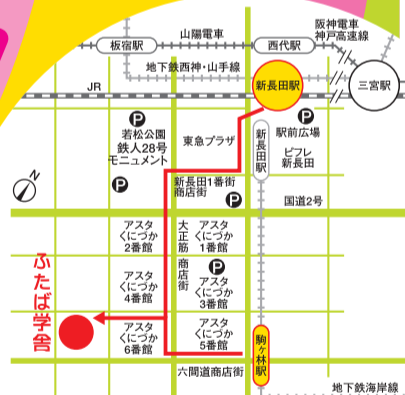 阪神電車
神戸高速線
山陽電車
板宿駅
西代駅
地下鉄西神・山手線
新長田駅
三宮駅
JR
P
若松公園
鉄人28号
モニュメント
東急プラザ
P
駅前広場
ピフレ
新長田
新長田駅
P
新長田1番街
商店街
P
国道2号
N
アスタ
くにづか
2番館
大正筋
商店街
アスタ
くにづか
1番館
ふたば学舎
アスタ
くにづか
4番館
P
アスタ
くにづか
3番館
アスタ
くにづか
6番館
アスタ
くにづか
5番館
駒ヶ林駅
六間道商店街
地下鉄海岸線